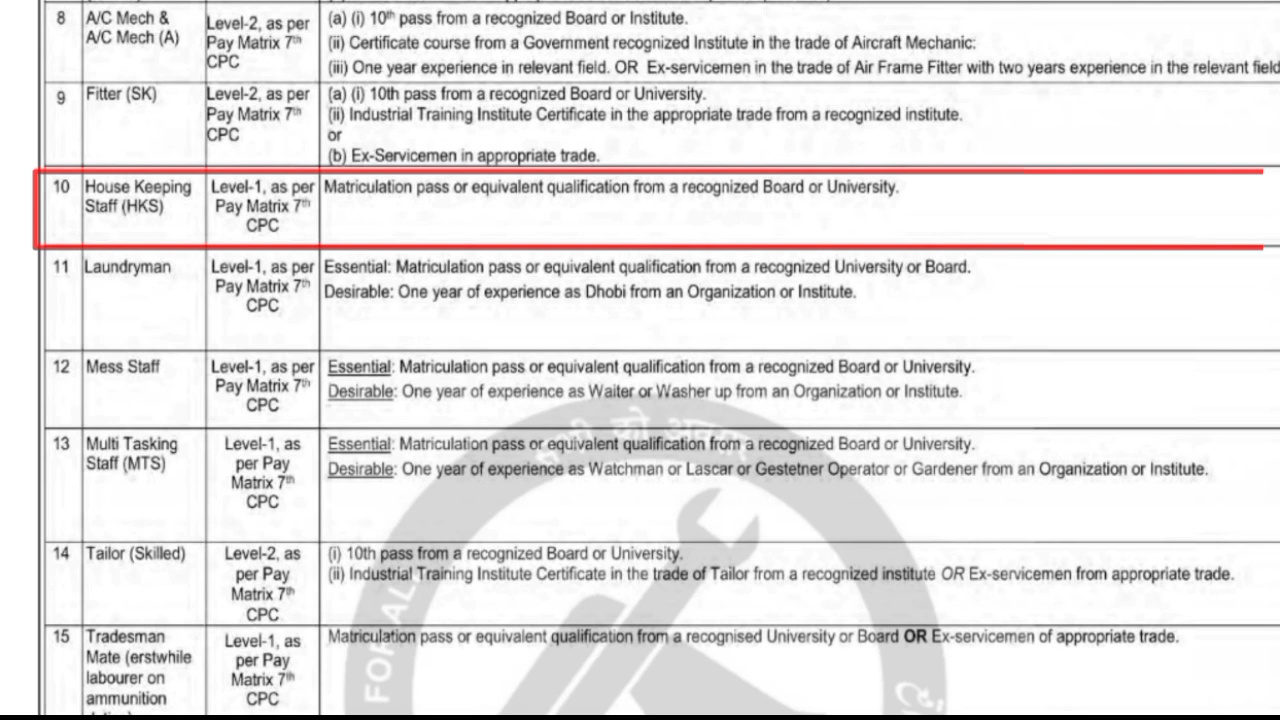 8 A/C Mech & Level-2, as per (a) (i) 10th pass from a recognized Board or Institute.
A/C Mech (A) Pay Matrix 7th (ii) Certificate course from a Government recognized Institute in the trade of Aircraft Mechanic:
CPC (iii) One year experience in relevant field. OR Ex-servicemen in the trade of Air Frame Fitter with two years experience in the relevant field
9 Fitter (SK) Level-2, as per (a) (i) 10th pass from a recognized Board or University.
Pay Matrix 7th (ii) Industrial Training Institute Certificate in the appropriate trade from a recognized institute.
CPC or
(b) Ex-Servicemen in appropriate trade.
10 House Keeping Level-1, as per Matriculation pass or equivalent qualification from a recognized Board or University.
Staff (HKS) Pay Matrix 7th
CPC
11 Laundryman Level-1, as per Essential: Matriculation pass or equivalent qualification from a recognized University or Board.
Pay Matrix 7th Desirable: One year of experience as Dhobi from an Organization or Institute.
CPC
12 Mess Staff Level-1, as per Essential: Matriculation pass or equivalent qualification from a recognized Board or University.
Pay Matrix 7th Desirable: One year of experience as Waiter or Washer up from an Organization or Institute.
CPC
13 Multi Tasking Level-1, as Essential: Matriculation pass or equivalent qualification from a recognized Board or University.
Staff (MTS) per Pay Desirable: One year of experience as Watchman or Lascar or Gestetner Operator or Gardener from an Organization or Institute.
Matrix 7th
CPC
14 Tailor (Skilled) Level-2, as (i) 10th pass from a recognized Board or University.
per Pay (ii) Industrial Training Institute Certificate in the trade of Tailor from a recognized institute OR Ex-servicemen from appropriate trade.
Matrix 7th
CPC
15 Tradesman Level-1, as Matriculation pass or equivalent qualification from a recognised University or Board OR Ex-servicemen of appropriate trade.
Mate (erstwhile per Pay
labourer on Matrix 7th
ammunition CPC
FOR ALL